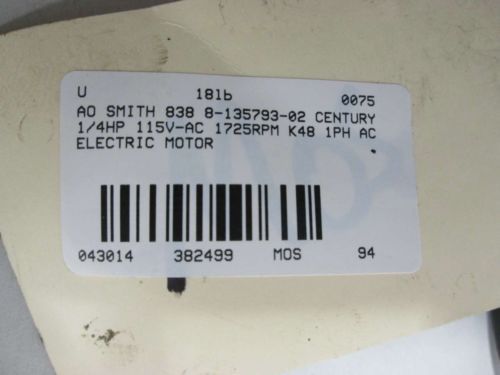 U 18lb 0075
AO SMITH 838 8-135793-02 CENTURY
1/4HP 115V-AC 1725RPM K48 1PH AC
ELECTRIC MOTOR
043014 382499 MOS 94